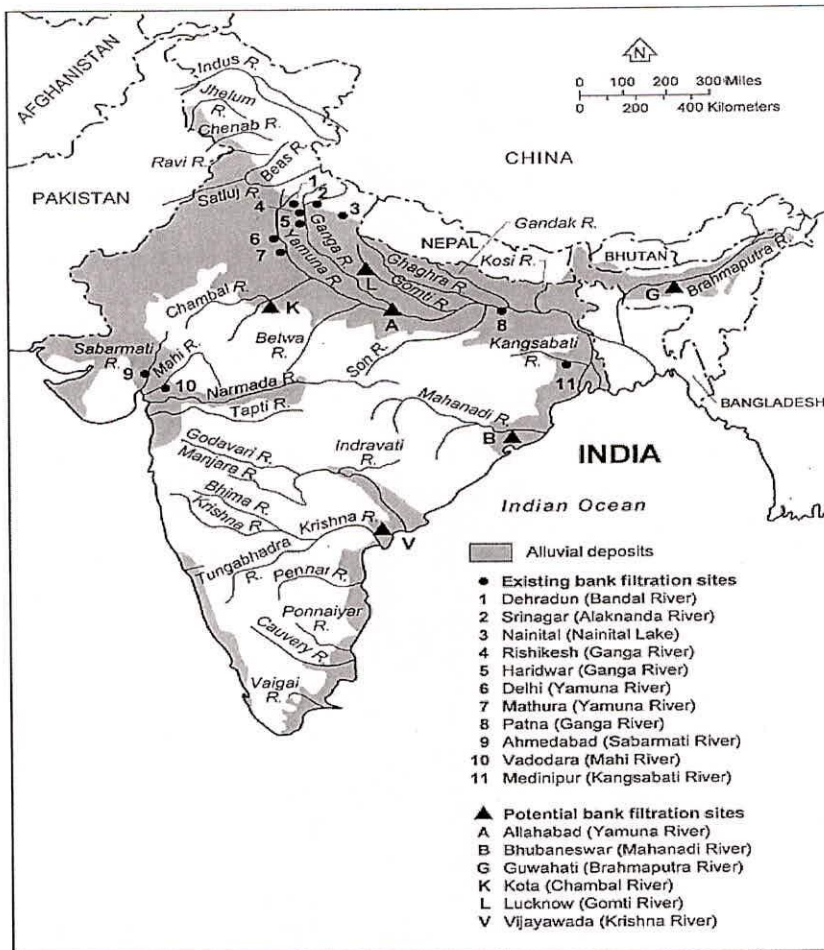 AFGHANISTAN
Indus R.
Jhelum
R.
Chenab R.
Ravi R.
Beas R.
Satluj R.
PAKISTAN
CHINA
0 100 200 300 Miles
0 200 400 Kilometers
N
1
2
3
4
5
6
7
Ganga R.
Yamuna R.
NEPAL
Gandak R.
Kosi R.
BHUTAN
Brahmaputra R.
G
Ghaghra R.
Gomti R.
L
Chambal R.
K
A
8
Betwa R.
Son R.
Kangsabati
R.
11
BANGLADESH
Sabarmati
R.
Mahi R.
9
10
Narmada R.
Tapti R.
Mahanadi R.
B
INDIA
Godavari R.
Manjara R.
Indravati
R.
Indian Ocean
Bhima R.
Krishna R.
Krishna R.
V
Tungabhadra
R.
Pennar R.
Ponnaiyar
R.
Cauvery R.
Vaigai
R.
Alluvial deposits
Existing bank filtration sites
1 Dehradun (Bandal River)
2 Srinagar (Alaknanda River)
3 Nainital (Nainital Lake)
4 Rishikesh (Ganga River)
5 Haridwar (Ganga River)
6 Delhi (Yamuna River)
7 Mathura (Yamuna River)
8 Patna (Ganga River)
9 Ahmedabad (Sabarmati River)
10 Vadodara (Mahi River)
11 Medinipur (Kangsabati River)
Potential bank filtration sites
A Allahabad (Yamuna River)
B Bhubaneswar (Mahanadi River)
G Guwahati (Brahmaputra River)
K Kota (Chambal River)
L Lucknow (Gomti River)
V Vijayawada (Krishna River)